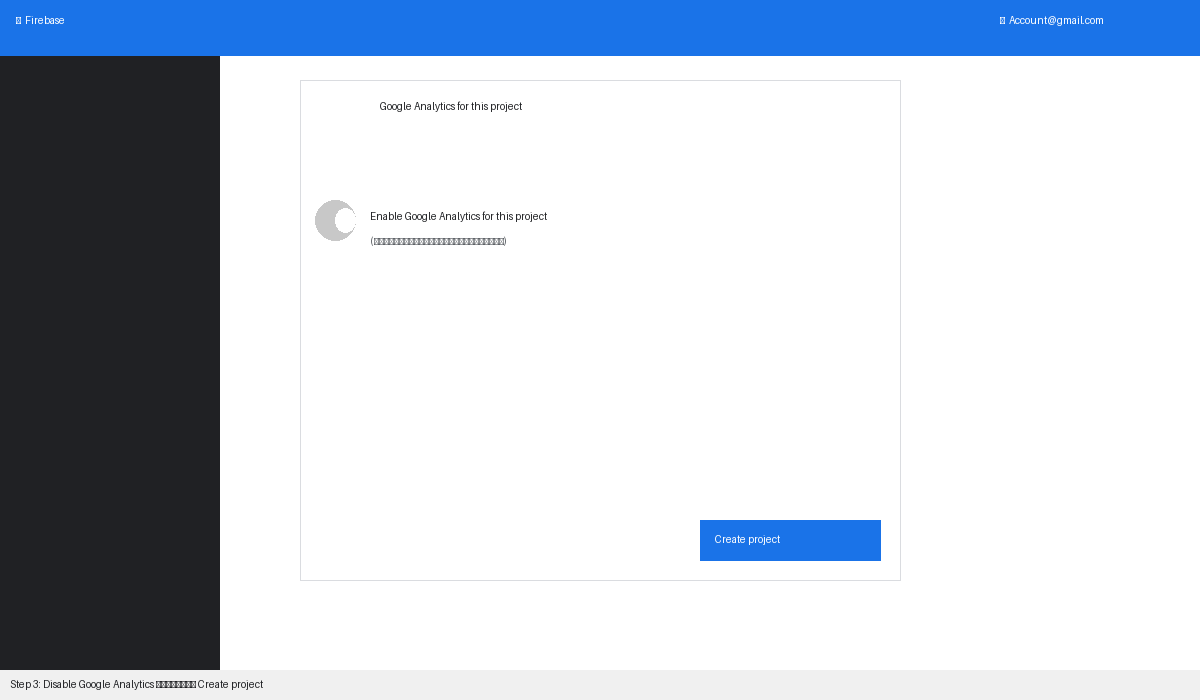 Firebase
Account@gmail.com
Google Analytics for this project
Enable Google Analytics for this project
Create project
Step 3: Disable Google Analytics Create project